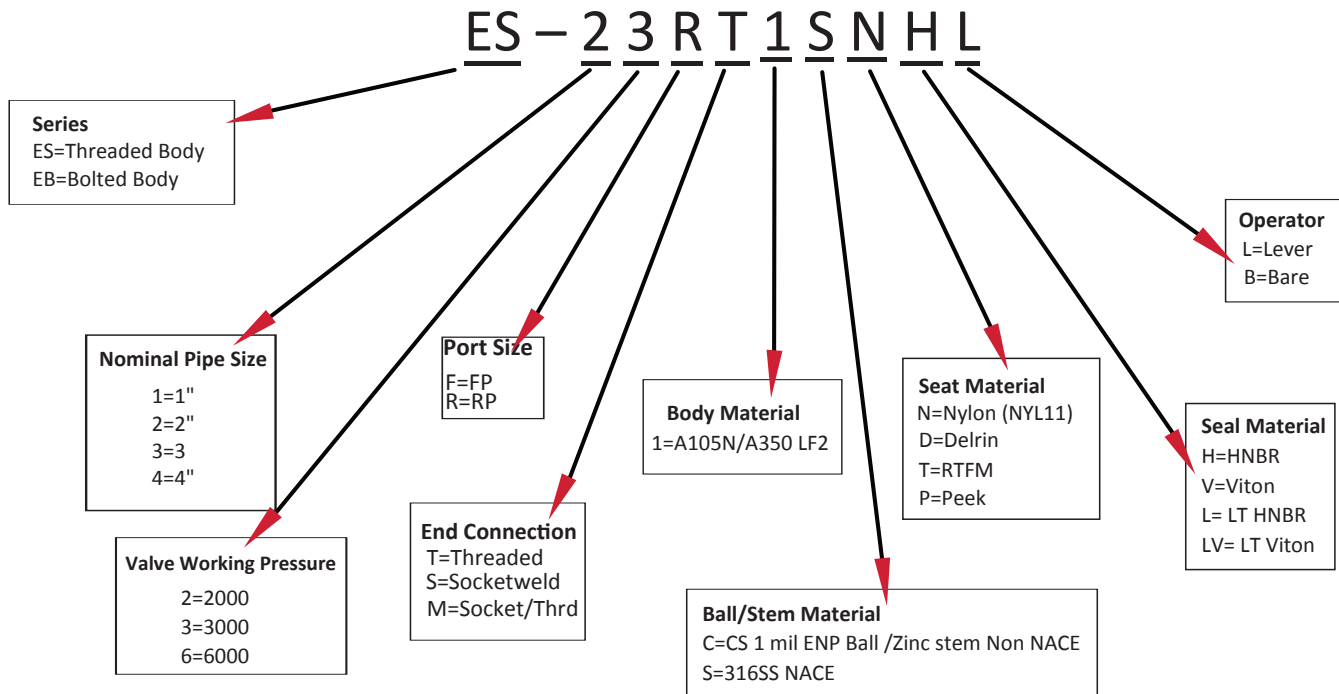 ES – 2 3 R T 1 S N H L
Series
ES=Threaded Body
EB=Bolted Body
Operator
L=Lever
B=Bare
Nominal Pipe Size
1=1"
2=2"
3=3
4=4"
Port Size
F=FP
R=RP
Body Material
1=A105N/A350 LF2
Seat Material
N=Nylon (NYL11)
D=Delrin
T=RTFM
P=Peek
Seal Material
H=HNBR
V=Viton
L= LT HNBR
LV= LT Viton
Valve Working Pressure
2=2000
3=3000
6=6000
End Connection
T=Threaded
S=Socketweld
M=Socket/Thrd
Ball/Stem Material
C=CS 1 mil ENP Ball /Zinc stem Non NACE
S=316SS NACE